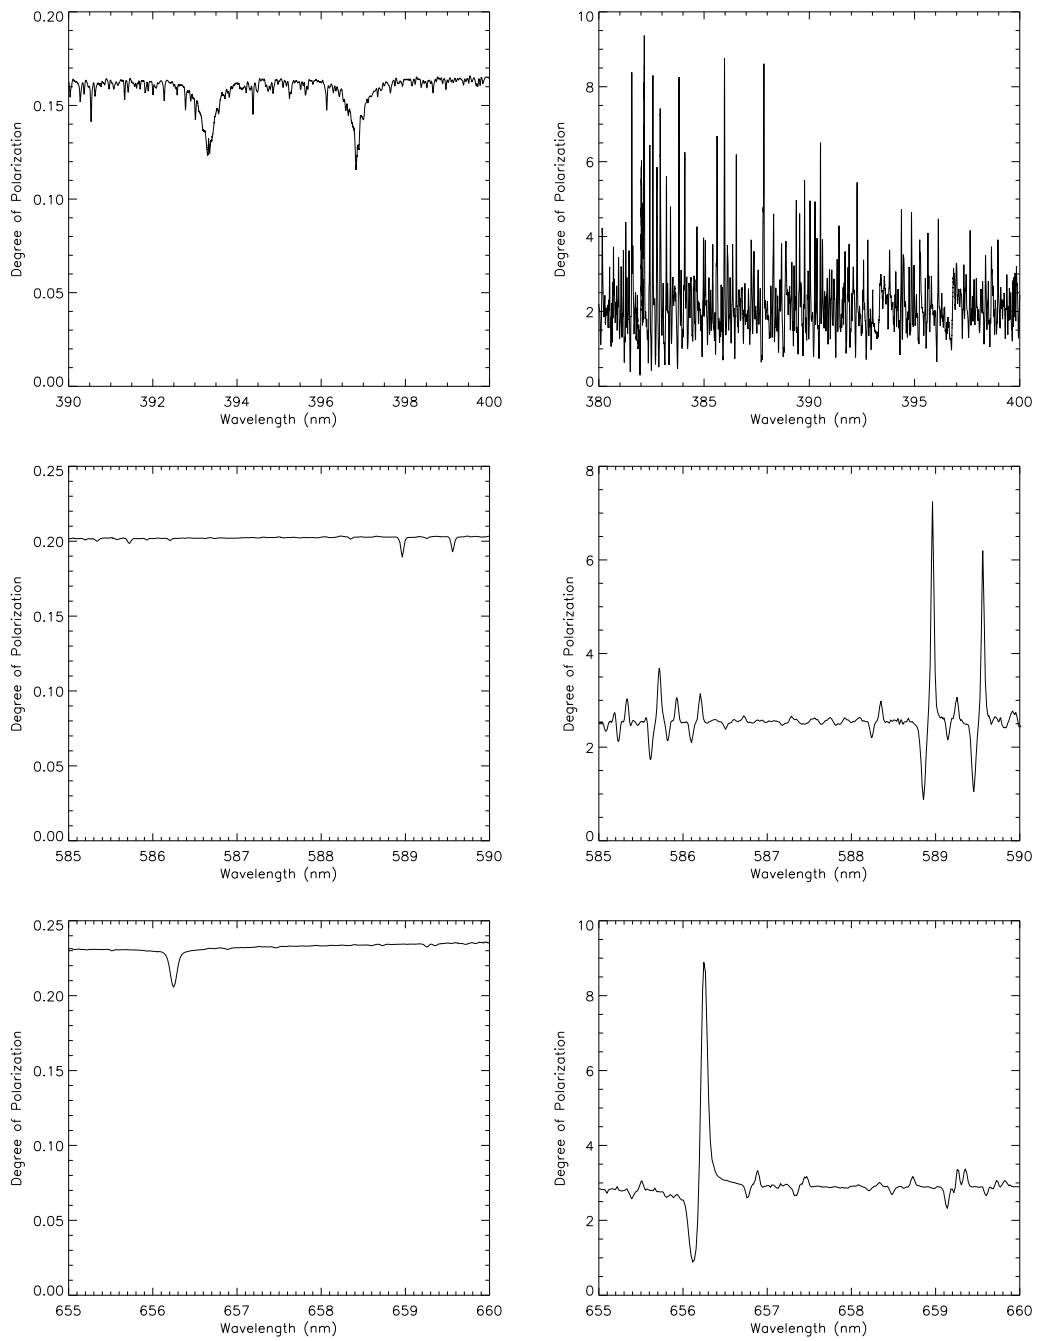 0.20
0.15
0.10
0.05
0.00
Degree of Polarization
390 392 394 396 398 400
Wavelength (nm)
10
8
6
4
2
0
Degree of Polarization
380 385 390 395 400
Wavelength (nm)
0.25
0.20
0.15
0.10
0.05
0.00
Degree of Polarization
585 586 587 588 589 590
Wavelength (nm)
8
6
4
2
0
Degree of Polarization
585 586 587 588 589 590
Wavelength (nm)
0.25
0.20
0.15
0.10
0.05
0.00
Degree of Polarization
655 656 657 658 659 660
Wavelength (nm)
10
8
6
4
2
0
Degree of Polarization
655 656 657 658 659 660
Wavelength (nm)